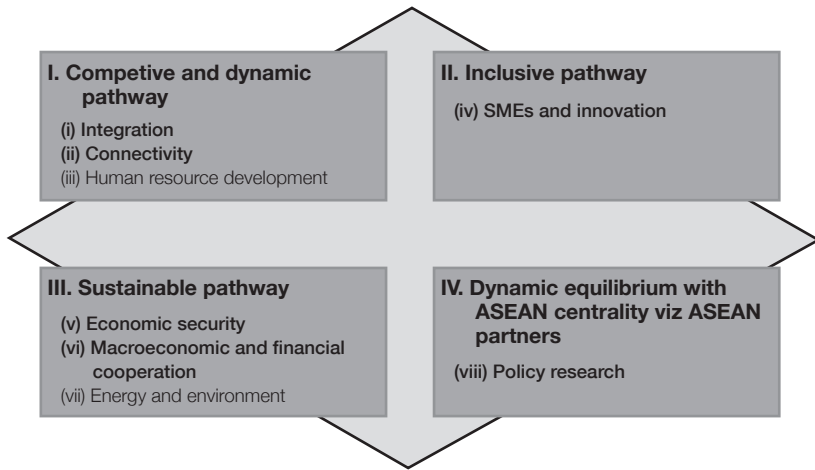 I. Competive and dynamic
pathway
(i) Integration
(ii) Connectivity
(iii) Human resource development
II. Inclusive pathway
(iv) SMEs and innovation
III. Sustainable pathway
(v) Economic security
(vi) Macroeconomic and financial
cooperation
(vii) Energy and environment
IV. Dynamic equilibrium with
ASEAN centrality viz ASEAN
partners
(viii) Policy research